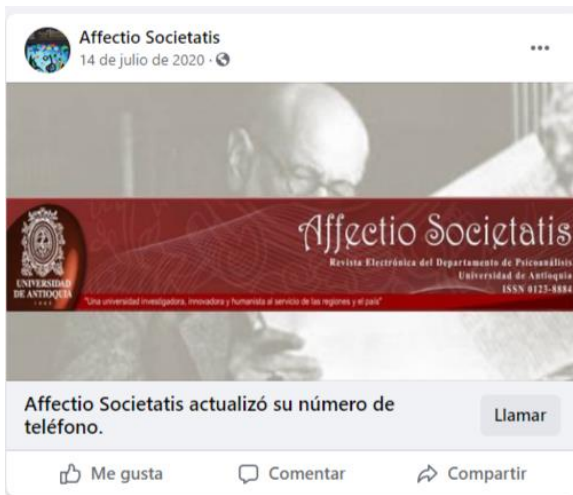 Affectio Societatis
14 de julio de 2020 ·
Affectio Societatis
Revista Electrónica del Departamento de Psicoanálisis
Universidad de Antioquia
ISSN 0123-8884
UNIVERSIDAD
DE ANTIOQUIA
1803
"Una universidad investigadora, innovadora y humanista al servicio de las regiones y el país"
Affectio Societatis actualizó su número de
teléfono.
Llamar
Me gusta
Comentar
Compartir